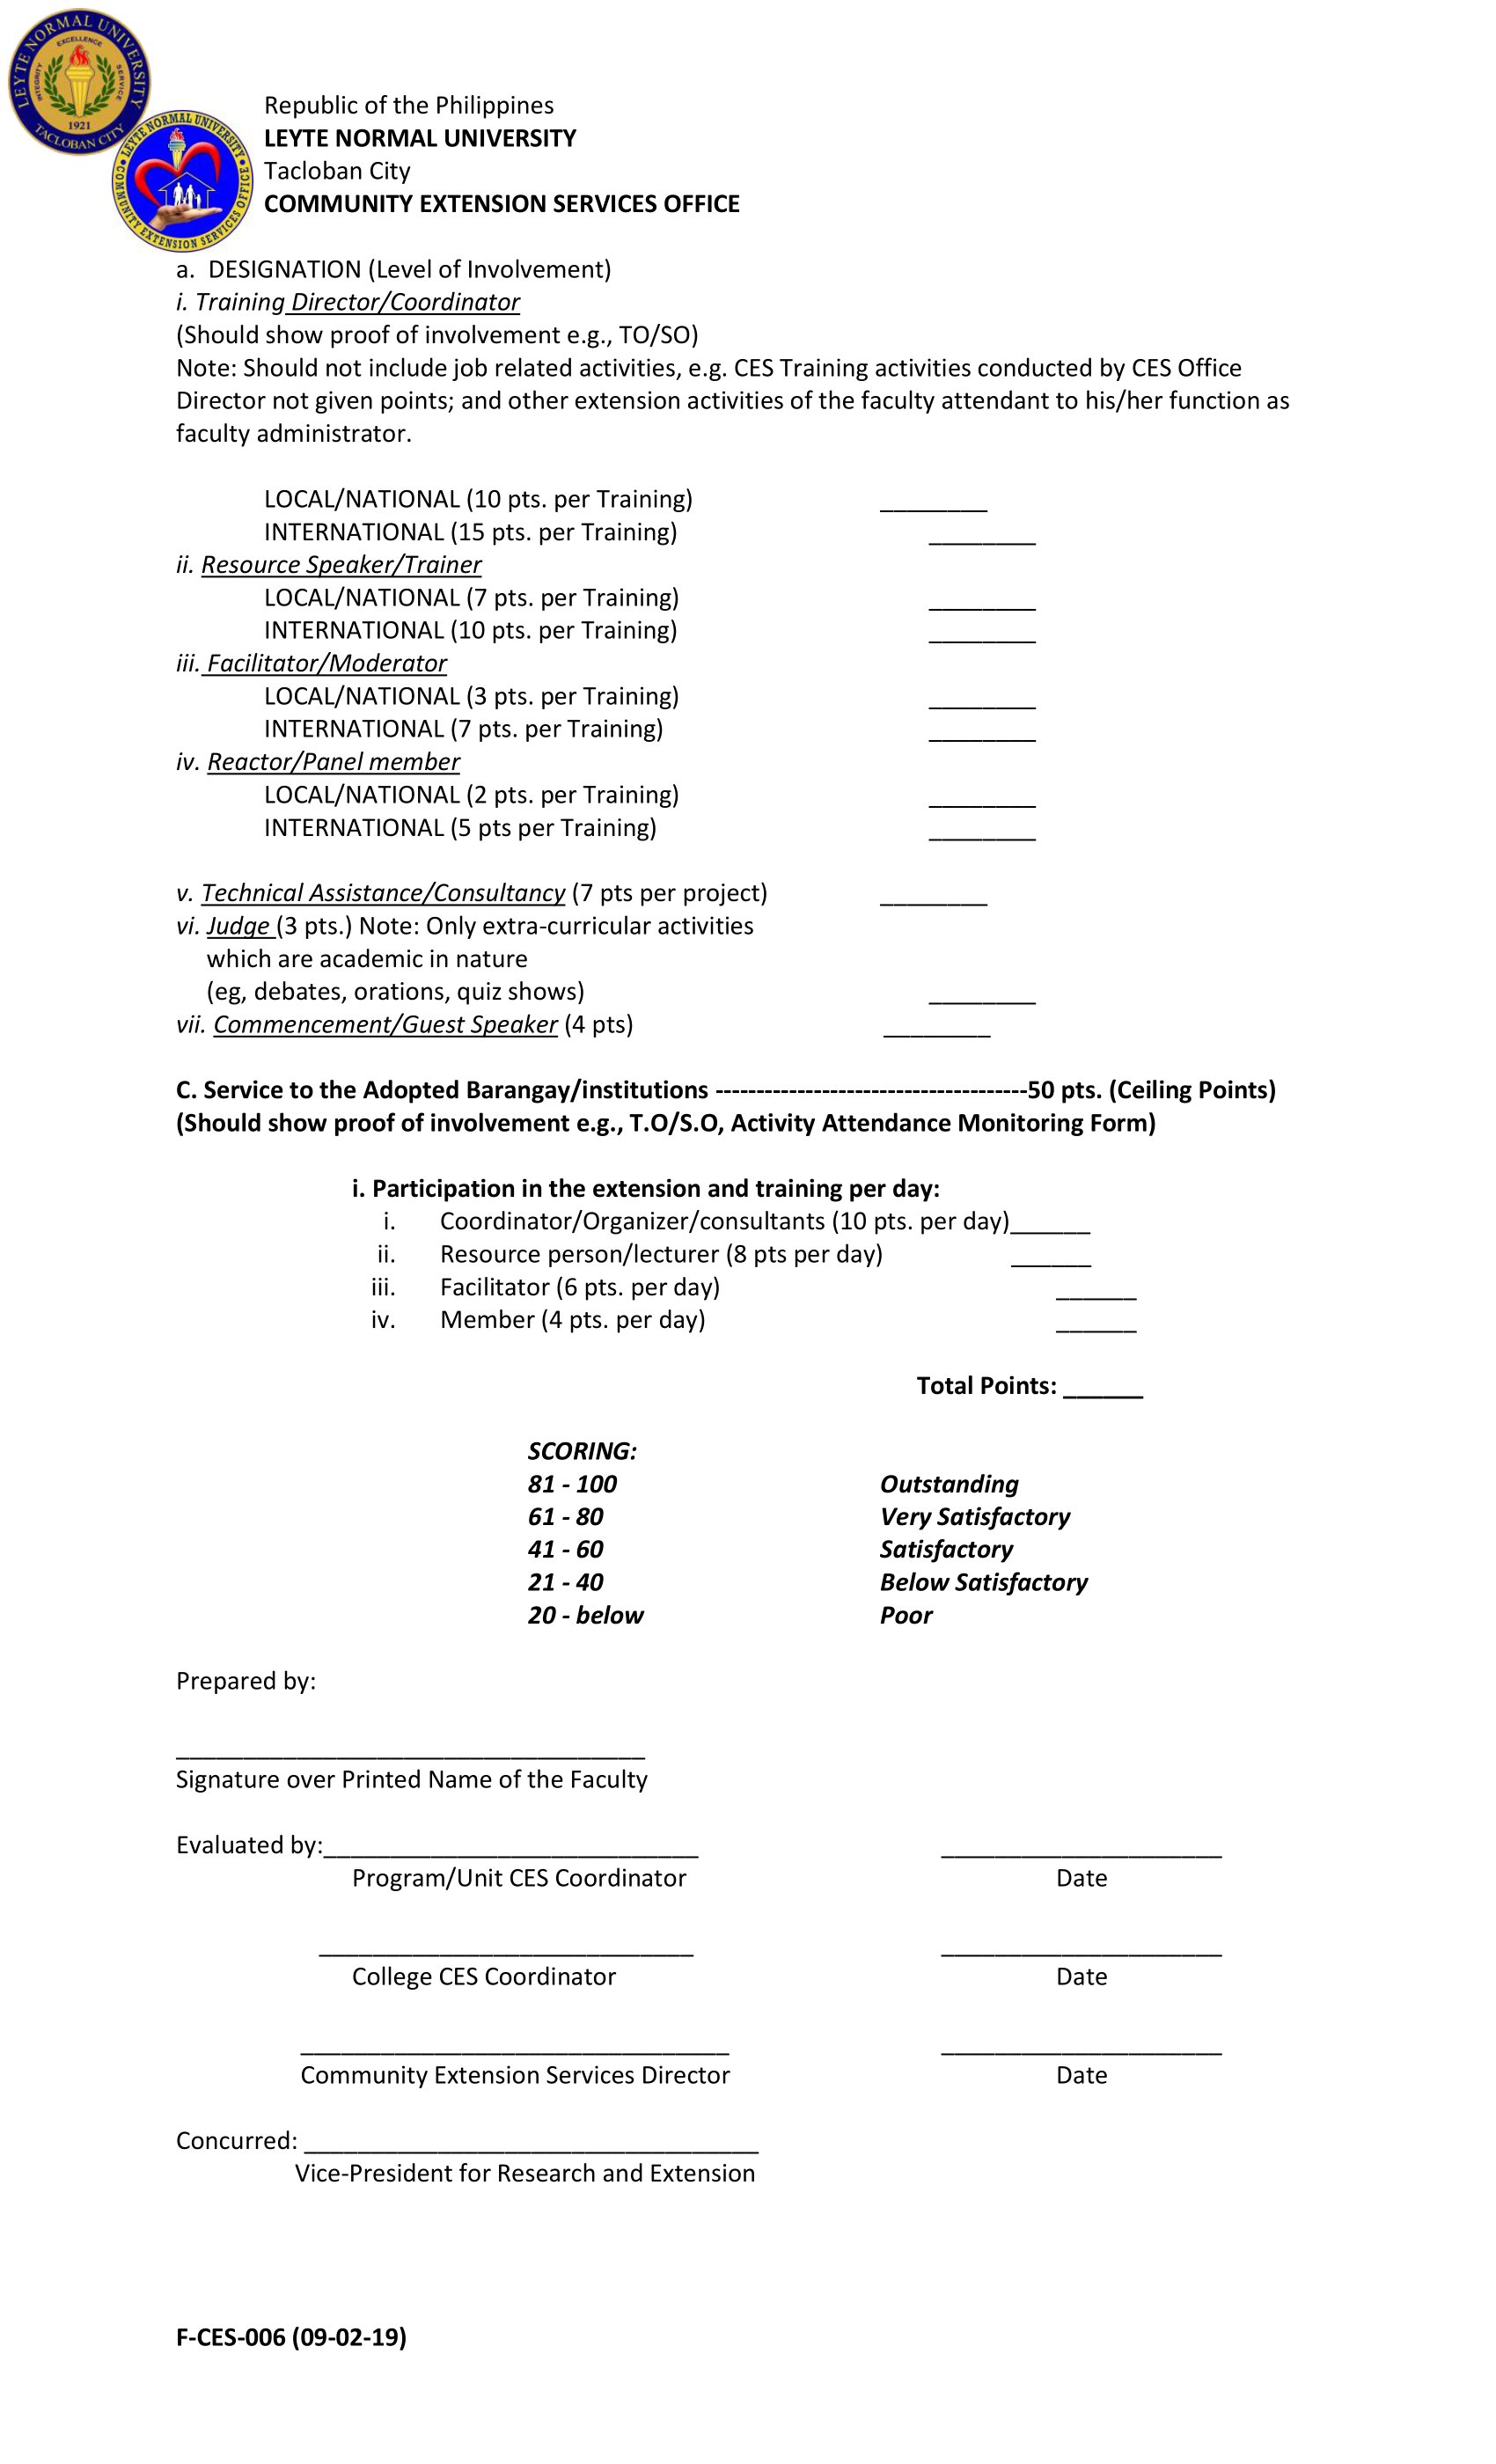 LEYTE NORMAL UNIVERSITY
EXCELLENCE
INTEGRITY
SERVICE
1921
TACLOBAN CITY
LEYTE NORMAL UNIVERSITY
COMMUNITY EXTENSION SERVICES OFFICE
Republic of the Philippines
LEYTE NORMAL UNIVERSITY
Tacloban City
COMMUNITY EXTENSION SERVICES OFFICE
a. DESIGNATION (Level of Involvement)
i. Training Director/Coordinator
(Should show proof of involvement e.g., TO/SO)
Note: Should not include job related activities, e.g. CES Training activities conducted by CES Office
Director not given points; and other extension activities of the faculty attendant to his/her function as
faculty administrator.
LOCAL/NATIONAL (10 pts. per Training) ________
INTERNATIONAL (15 pts. per Training) ________
ii. Resource Speaker/Trainer
LOCAL/NATIONAL (7 pts. per Training) ________
INTERNATIONAL (10 pts. per Training) ________
iii. Facilitator/Moderator
LOCAL/NATIONAL (3 pts. per Training) ________
INTERNATIONAL (7 pts. per Training) ________
iv. Reactor/Panel member
LOCAL/NATIONAL (2 pts. per Training) ________
INTERNATIONAL (5 pts per Training) ________
v. Technical Assistance/Consultancy (7 pts per project) ________
vi. Judge (3 pts.) Note: Only extra-curricular activities
which are academic in nature
(eg, debates, orations, quiz shows) ________
vii. Commencement/Guest Speaker (4 pts) ________
C. Service to the Adopted Barangay/institutions --------------------------------------50 pts. (Ceiling Points)
(Should show proof of involvement e.g., T.O/S.O, Activity Attendance Monitoring Form)
i. Participation in the extension and training per day:
i. Coordinator/Organizer/consultants (10 pts. per day)______
ii. Resource person/lecturer (8 pts per day) ______
iii. Facilitator (6 pts. per day) ______
iv. Member (4 pts. per day) ______
Total Points: ______
SCORING:
81 - 100 Outstanding
61 - 80 Very Satisfactory
41 - 60 Satisfactory
21 - 40 Below Satisfactory
20 - below Poor
Prepared by:
___________________________________
Signature over Printed Name of the Faculty
Evaluated by:____________________________ _____________________
Program/Unit CES Coordinator Date
____________________________ _____________________
College CES Coordinator Date
________________________________ _____________________
Community Extension Services Director Date
Concurred: __________________________________
Vice-President for Research and Extension
F-CES-006 (09-02-19)